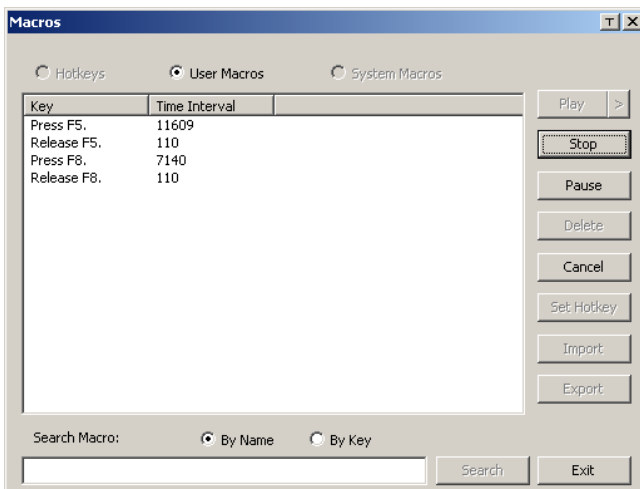 Macros T X
Hotkeys User Macros System Macros
Key Time Interval Play >
Press F5. 11609
Release F5. 110 Stop
Press F8. 7140
Release F8. 110 Pause
Delete
Cancel
Set Hotkey
Import
Export
Search Macro: By Name By Key
Search Exit